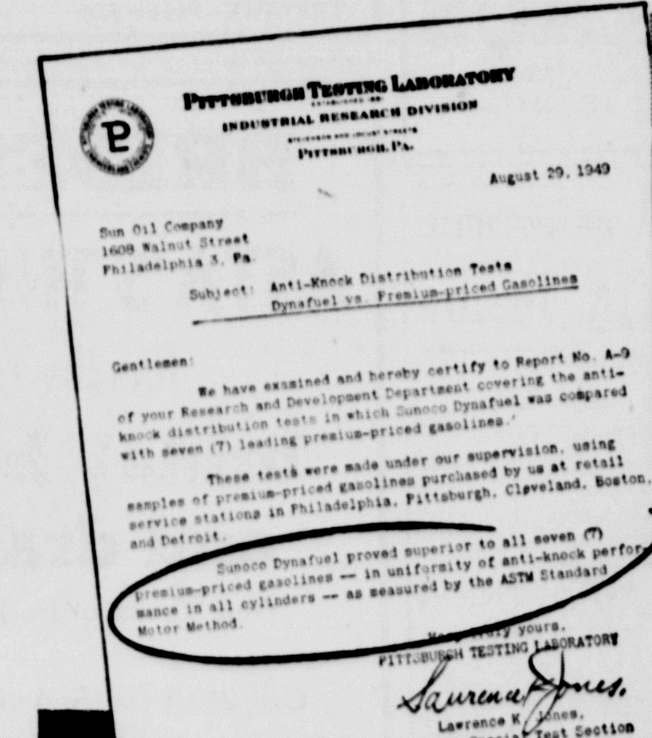 PITTSBURGH TESTING LABORATORY
INDUSTRIAL RESEARCH DIVISION
PITTSBURGH, PA.
P
August 29, 1949
Sun Oil Company
1608 Walnut Street
Philadelphia 3, Pa.
Subject: Anti-Knock Distribution Tests
Dynafuel vs. Premium-priced Gasolines
Gentlemen:
We have examined and hereby certify to Report No. A-9
of your Research and Development Department covering the anti-
knock distribution tests in which Sunoco Dynafuel was compared
with seven (7) leading premium-priced gasolines.
These tests were made under our supervision, using
samples of premium-priced gasolines purchased by us at retail
service stations in Philadelphia, Pittsburgh, Cleveland, Boston,
and Detroit.
Sunoco Dynafuel proved superior to all seven (7)
premium-priced gasolines -- in uniformity of anti-knock perfor-
mance in all cylinders -- as measured by the ASTM Standard
Motor Method.
truly yours,
PITTSBURGH TESTING LABORATORY
Lawrence K Jones.
Lawrence K. Jones,
Test Section